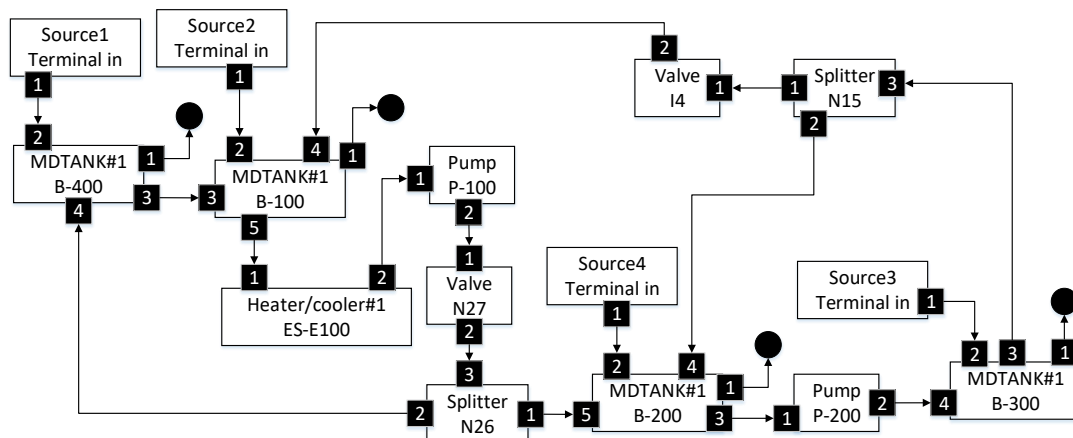 Source1
Terminal in
1
Source2
Terminal in
1
2
Valve
I4
1
1
Splitter
N15
3
2
2
MDTANK#1
B-400
1
3
4
2
4
1
3
MDTANK#1
B-100
5
1
Pump
P-100
2
1
2
Heater/cooler#1
ES-E100
1
Valve
N27
2
Source4
Terminal in
1
Source3
Terminal in
1
3
2
Splitter
N26
1
2
4
1
5
MDTANK#1
B-200
3
1
Pump
P-200
2
2
3
1
4
MDTANK#1
B-300